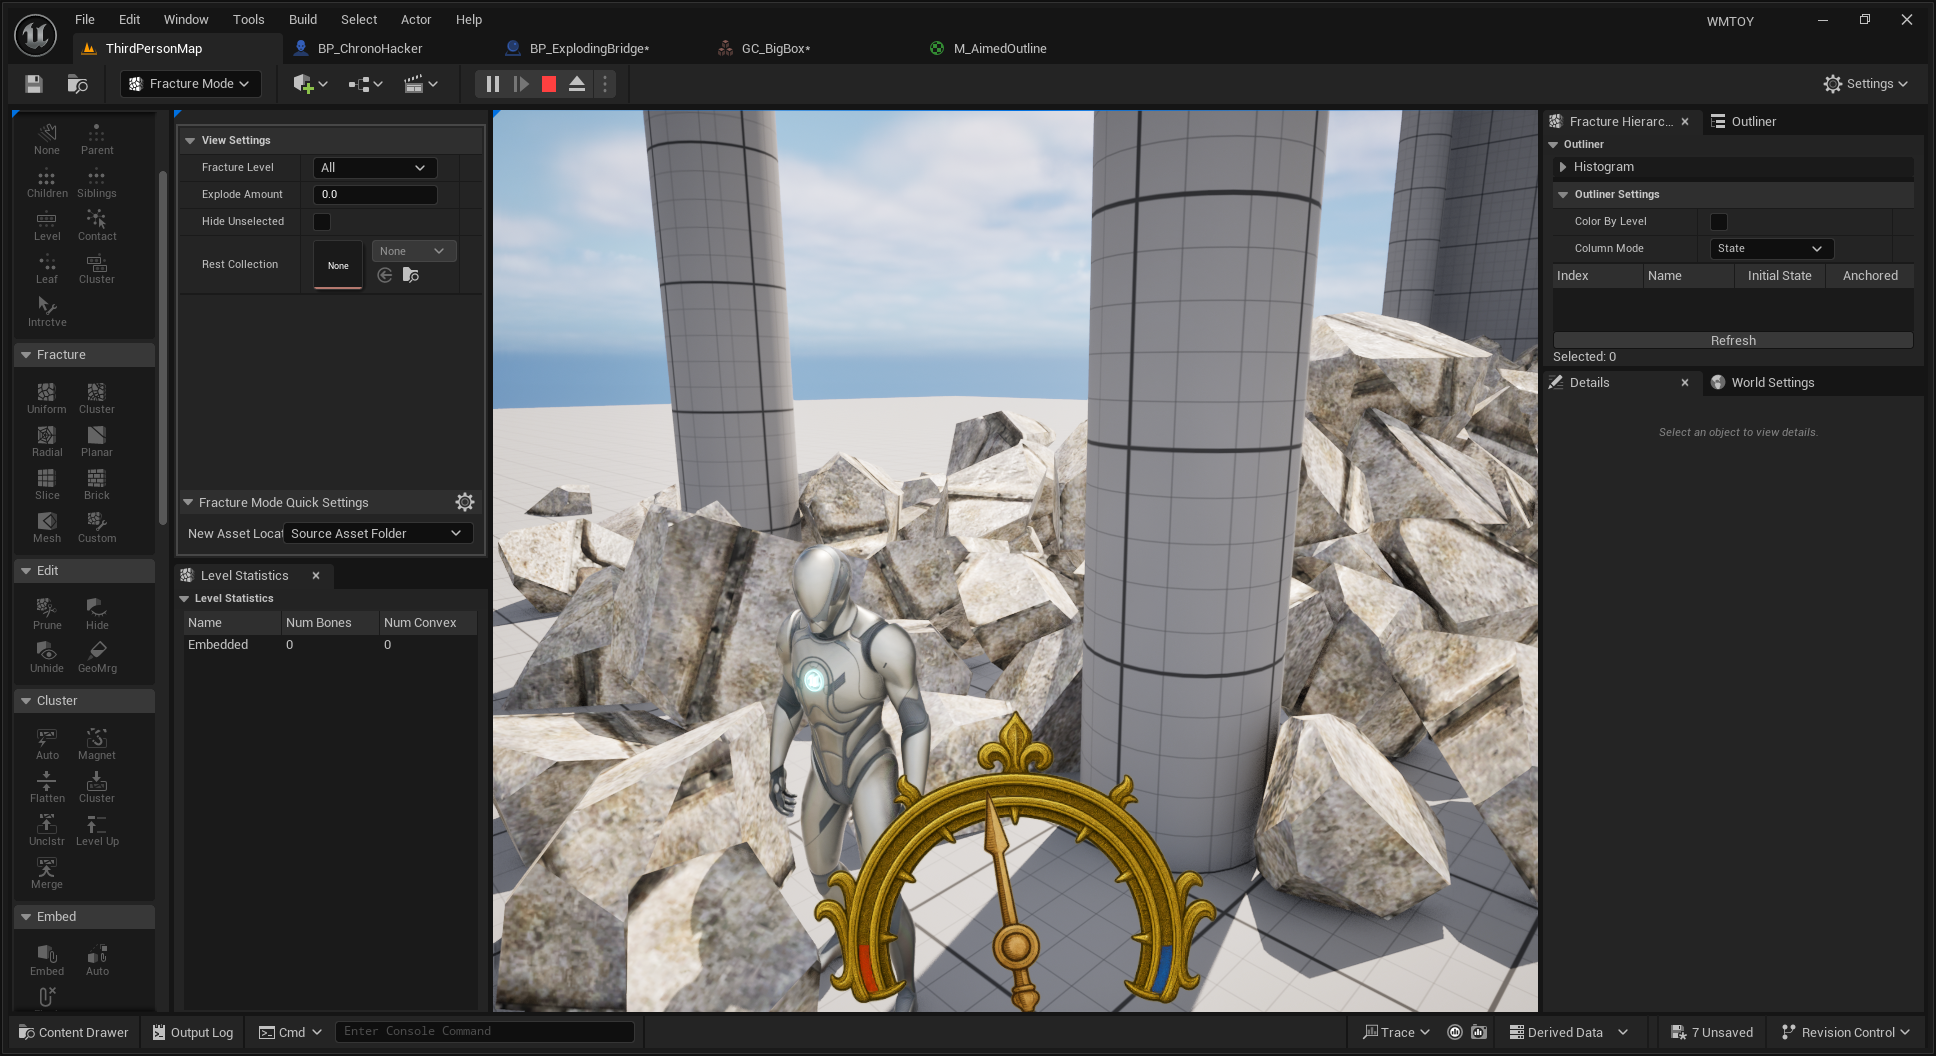 File Edit Window Tools Build Select Actor Help
WMTOY
ThirdPersonMap
BP_ChronoHacker
BP_ExplodingBridge*
GC_BigBox*
M_AimedOutline
Fracture Mode
Settings
None Parent
Children Siblings
Level Contact
Leaf Cluster
Intrctve
Fracture
Uniform Cluster
Radial Planar
Slice Brick
Mesh Custom
Edit
Prune Hide
Unhide GeoMrg
Cluster
Auto Magnet
Flatten Cluster
Unclstr Level Up
Merge
Embed
Embed Auto
View Settings
Fracture Level All
Explode Amount 0.0
Hide Unselected
Rest Collection None None
Fracture Mode Quick Settings
New Asset Locat Source Asset Folder
Level Statistics
Level Statistics
Name Num Bones Num Convex
Embedded 0 0
Fracture Hierarc... Outliner
Outliner
Histogram
Outliner Settings
Color By Level
Column Mode State
Index Name Initial State Anchored
Refresh
Selected: 0
Details World Settings
Select an object to view details.
Content Drawer Output Log Cmd Enter Console Command Trace Derived Data 7 Unsaved Revision Control